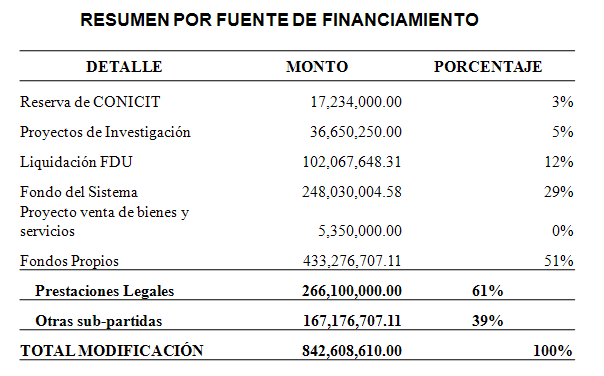 RESUMEN POR FUENTE DE FINANCIAMIENTO
DETALLE MONTO PORCENTAJE
Reserva de CONICIT 17,234,000.00 3%
Proyectos de Investigación 36,650,250.00 5%
Liquidación FDU 102,067,648.31 12%
Fondo del Sistema 248,030,004.58 29%
Proyecto venta de bienes y
servicios 5,350,000.00 0%
Fondos Propios 433,276,707.11 51%
Prestaciones Legales 266,100,000.00 61%
Otras sub-partidas 167,176,707.11 39%
TOTAL MODIFICACIÓN 842,608,610.00 100%